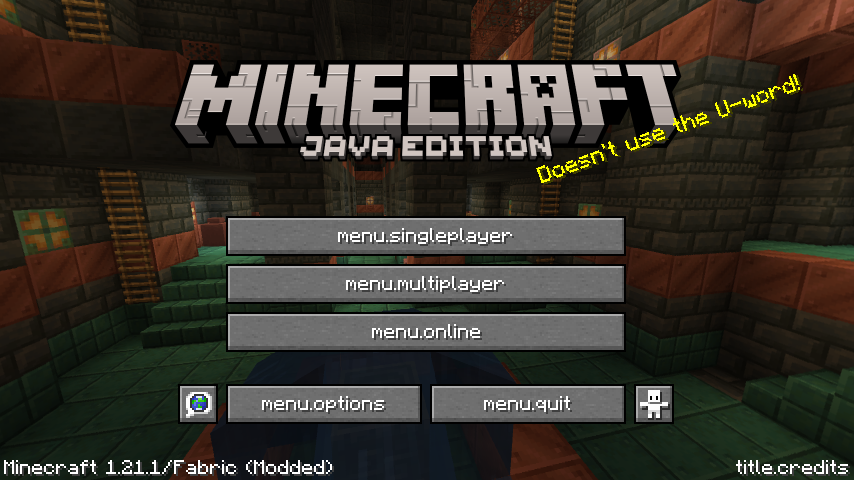 MINECRAFT
JAVA EDITION
Doesn't use the U-word!
menu.singleplayer
menu.multiplayer
menu.online
menu.options
menu.quit
Minecraft 1.21.1/Fabric (Modded)
title.credits